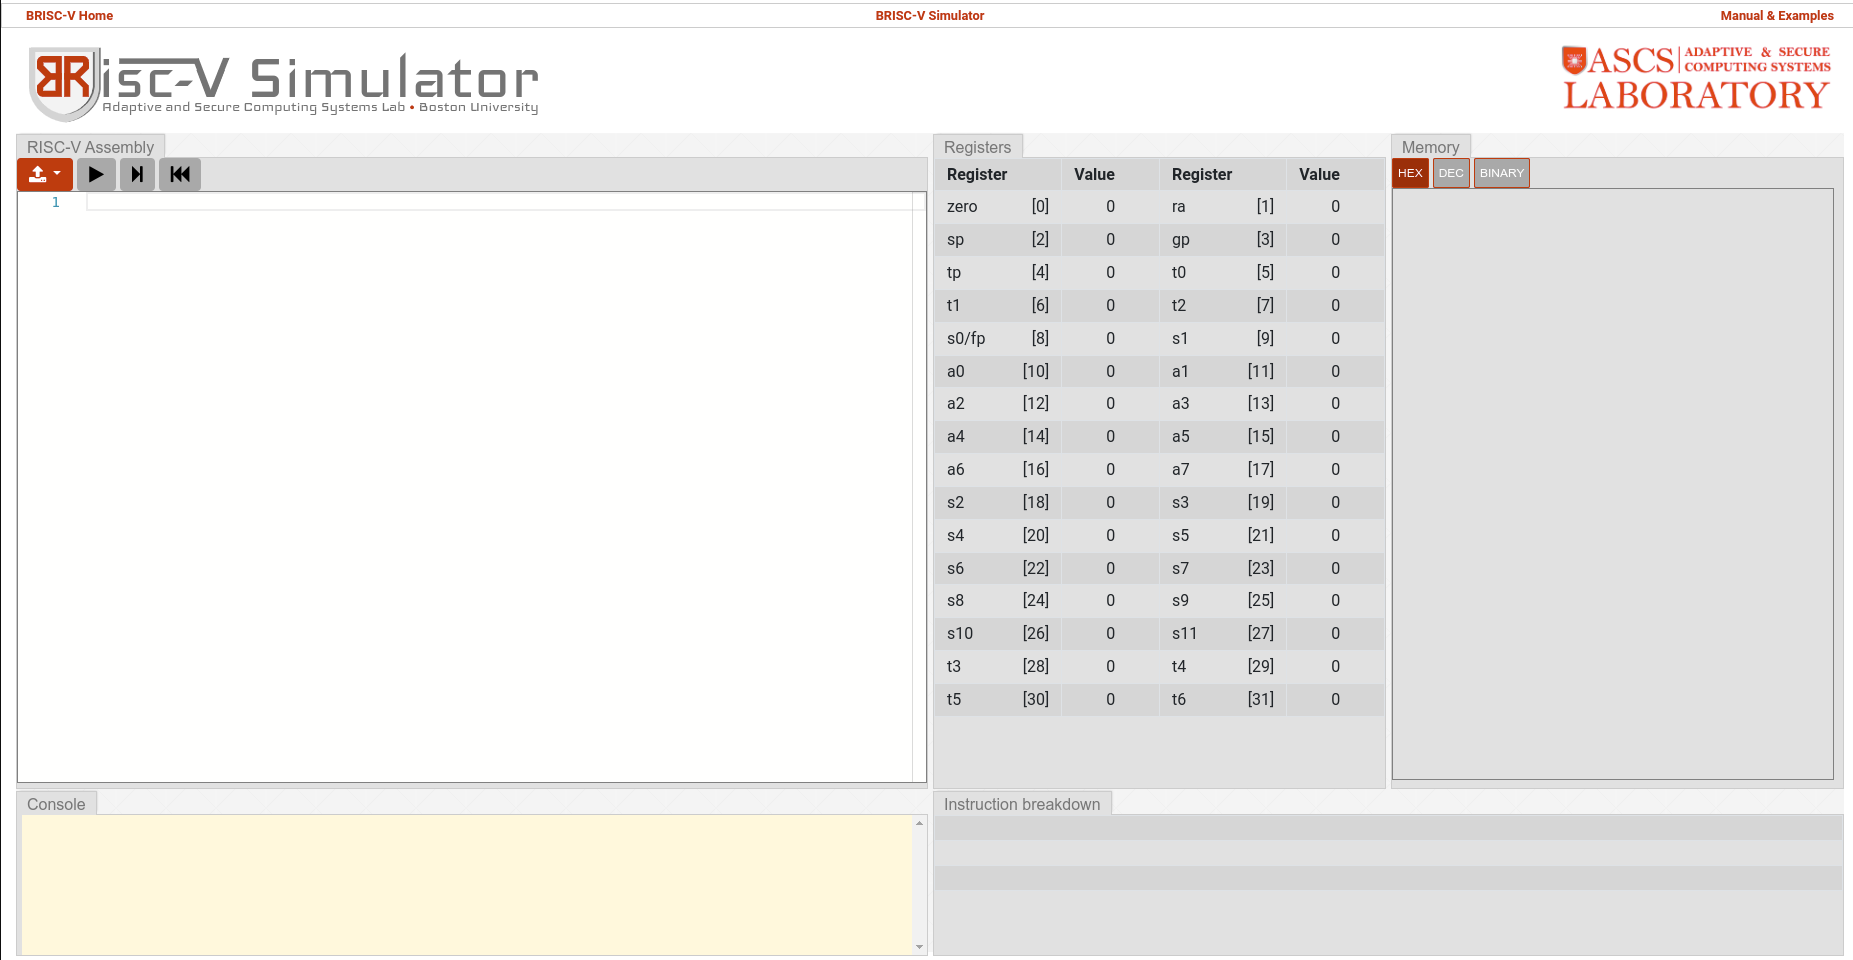 BRISC-V Home BRISC-V Simulator Manual & Examples
BRisc-V Simulator
Adaptive and Secure Computing Systems Lab • Boston University
ASCS ADAPTIVE & SECURE
COMPUTING SYSTEMS
LABORATORY
RISC-V Assembly
1
Registers
Register Value Register Value
zero [0] 0 ra [1] 0
sp [2] 0 gp [3] 0
tp [4] 0 t0 [5] 0
t1 [6] 0 t2 [7] 0
s0/fp [8] 0 s1 [9] 0
a0 [10] 0 a1 [11] 0
a2 [12] 0 a3 [13] 0
a4 [14] 0 a5 [15] 0
a6 [16] 0 a7 [17] 0
s2 [18] 0 s3 [19] 0
s4 [20] 0 s5 [21] 0
s6 [22] 0 s7 [23] 0
s8 [24] 0 s9 [25] 0
s10 [26] 0 s11 [27] 0
t3 [28] 0 t4 [29] 0
t5 [30] 0 t6 [31] 0
Memory
HEX DEC BINARY
Console
Instruction breakdown